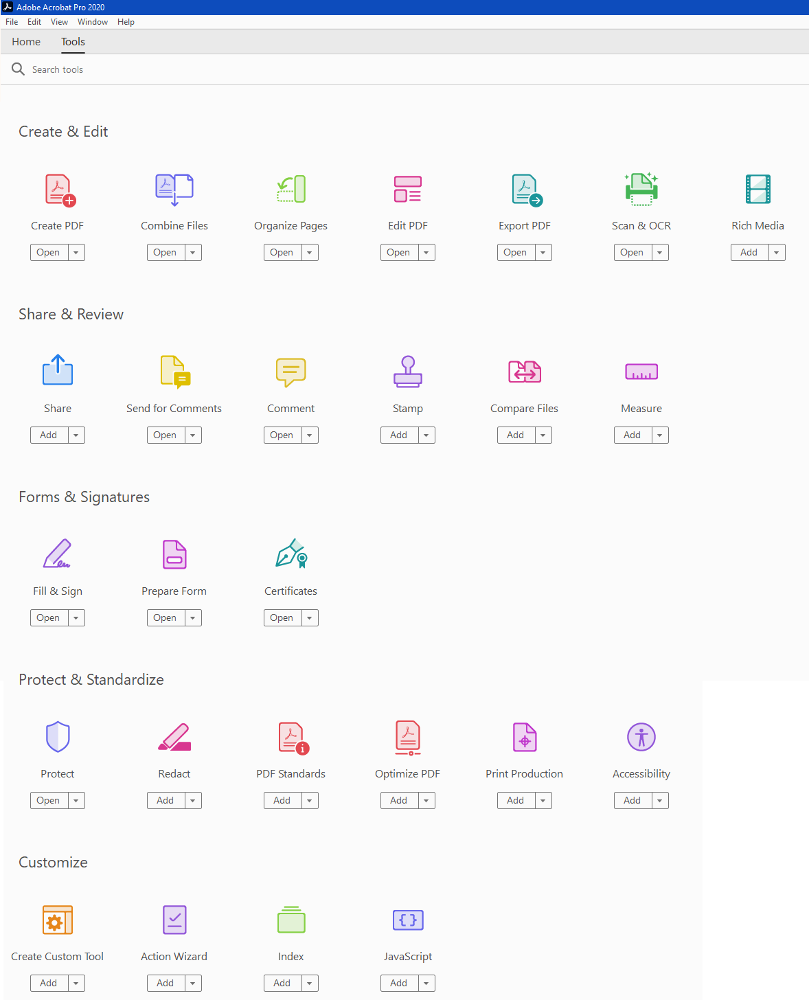 Adobe Acrobat Pro 2020
File Edit View Window Help
Home Tools
Search tools
Create & Edit
Create PDF Combine Files Organize Pages Edit PDF Export PDF Scan & OCR Rich Media
Open Open Open Open Open Open Add
Share & Review
Share Send for Comments Comment Stamp Compare Files Measure
Add Open Open Add Add Add
Forms & Signatures
Fill & Sign Prepare Form Certificates
Open Open Open
Protect & Standardize
Protect Redact PDF Standards Optimize PDF Print Production Accessibility
Open Add Add Add Add Add
Customize
Create Custom Tool Action Wizard Index JavaScript
Add Add Add Add